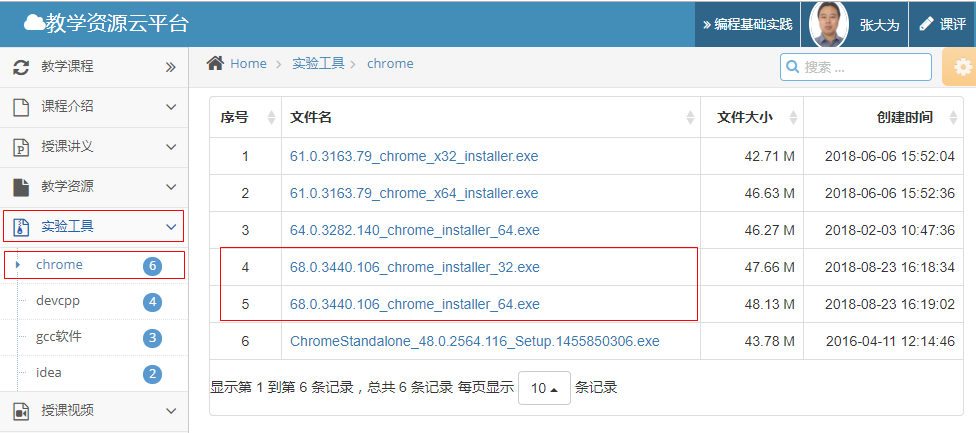 教学资源云平台
» 编程基础实践
张大为
课评
教学课程
课程介绍
授课讲义
教学资源
实验工具
chrome 6
devcpp 4
gcc软件 3
idea 2
授课视频
Home > 实验工具 > chrome
搜索 ...
序号 文件名 文件大小 创建时间
1 61.0.3163.79_chrome_x32_installer.exe 42.71 M 2018-06-06 15:52:04
2 61.0.3163.79_chrome_x64_installer.exe 46.63 M 2018-06-06 15:52:36
3 64.0.3282.140_chrome_installer_64.exe 46.27 M 2018-02-03 10:47:36
4 68.0.3440.106_chrome_installer_32.exe 47.66 M 2018-08-23 16:18:34
5 68.0.3440.106_chrome_installer_64.exe 48.13 M 2018-08-23 16:19:02
6 ChromeStandalone_48.0.2564.116_Setup.1455850306.exe 43.78 M 2016-04-11 12:14:46
显示第 1 到第 6 条记录，总共 6 条记录 每页显示 10 条记录